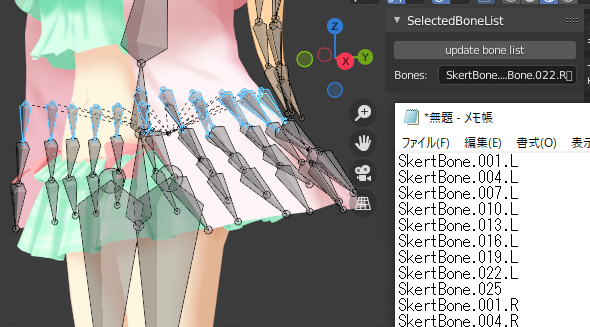 SelectedBoneList
update bone list
Bones:
SkertBone....Bone.022.R
Z
X
Y
*無題 - メモ帳
ファイル(F) 編集(E) 書式(O) 表示
SkertBone.001.L
SkertBone.004.L
SkertBone.007.L
SkertBone.010.L
SkertBone.013.L
SkertBone.016.L
SkertBone.019.L
SkertBone.022.L
SkertBone.025
SkertBone.001.R
SkertBone.004.R